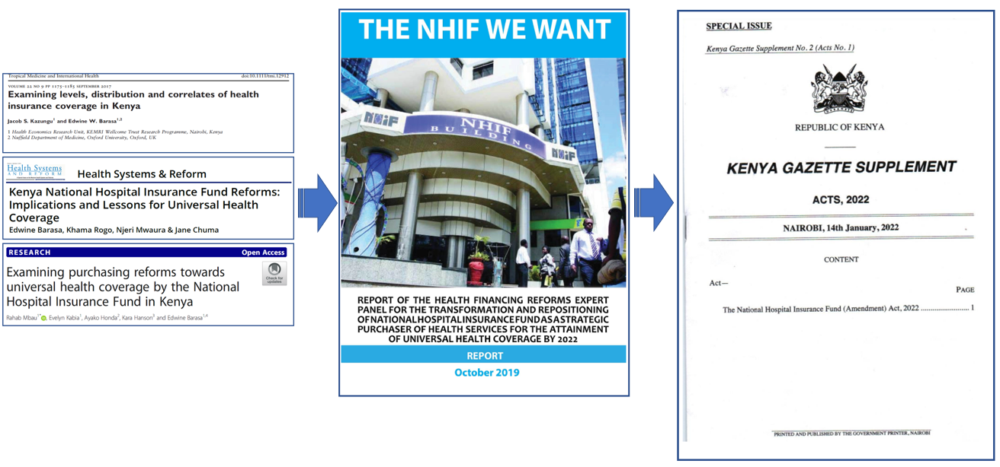 Tropical Medicine and International Health doi:10.1111/tmi.12912
VOLUME 22 NO 9 PP 1175–1185 SEPTEMBER 2017
Examining levels, distribution and correlates of health
insurance coverage in Kenya
Jacob S. Kazungu1 and Edwine W. Barasa1,2
1 Health Economics Research Unit, KEMRI Wellcome Trust Research Programme, Nairobi, Kenya
2 Nuffield Department of Medicine, Oxford University, Oxford, UK
Health Systems
AND REFORM
Health Systems & Reform
Kenya National Hospital Insurance Fund Reforms:
Implications and Lessons for Universal Health
Coverage
Edwine Barasa, Khama Rogo, Njeri Mwaura & Jane Chuma
RESEARCH Open Access
Examining purchasing reforms towards
universal health coverage by the National
Hospital Insurance Fund in Kenya
Check for
updates
Rahab Mbau1*, Evelyn Kabia1, Ayako Honda2, Kara Hanson3 and Edwine Barasa1,4
THE NHIF WE WANT
NHIF
NHIF
BUILDING
NHIF
REPORT OF THE HEALTH FINANCING REFORMS EXPERT
PANEL FOR THE TRANSFORMATION AND REPOSITIONING
OF NATIONAL HOSPITAL INSURANCE FUND AS A STRATEGIC
PURCHASER OF HEALTH SERVICES FOR THE ATTAINMENT
OF UNIVERSAL HEALTH COVERAGE BY 2022
REPORT
October 2019
SPECIAL ISSUE
Kenya Gazette Supplement No. 2 (Acts No. 1)
REPUBLIC OF KENYA
KENYA GAZETTE SUPPLEMENT
ACTS, 2022
NAIROBI, 14th January, 2022
CONTENT
Act—
PAGE
The National Hospital Insurance Fund (Amendment) Act, 2022 ........................ 1
PRINTED AND PUBLISHED BY THE GOVERNMENT PRINTER, NAIROBI